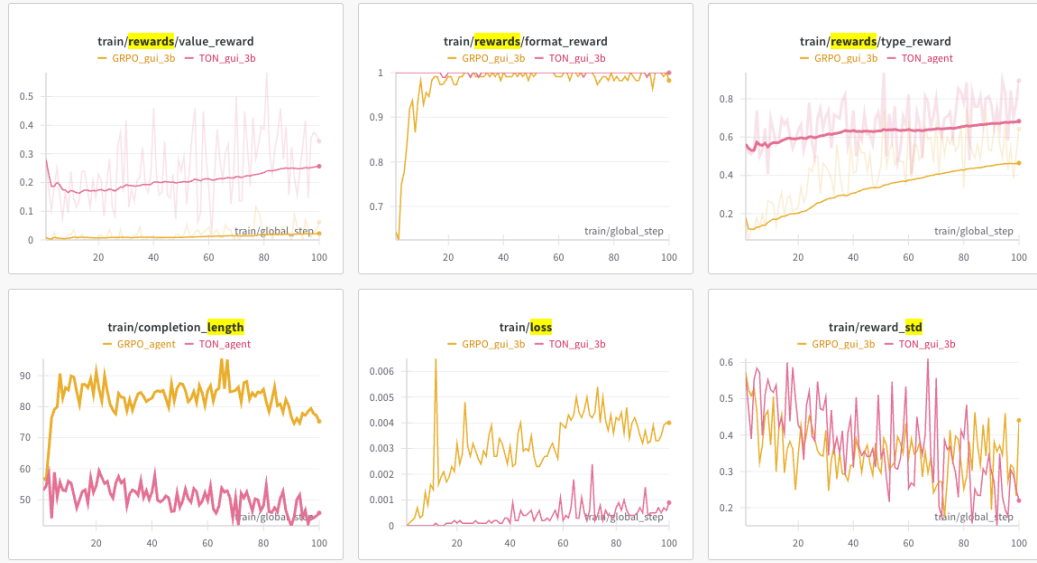 train/rewards/value_reward
GRPO_gui_3b TON_gui_3b
0.5
0.4
0.3
0.2
0.1
0
train/global_step
20 40 60 80 100
train/rewards/format_reward
GRPO_gui_3b TON_gui_3b
1
0.9
0.8
0.7
train/global_step
20 40 60 80 100
train/rewards/type_reward
GRPO_gui_3b TON_agent
0.8
0.6
0.4
0.2
train/global_step
20 40 60 80 100
train/completion_length
GRPO_agent TON_agent
90
80
70
60
50
train/global_step
20 40 60 80 100
train/loss
GRPO_gui_3b TON_gui_3b
0.006
0.005
0.004
0.003
0.002
0.001
0
train/global_step
20 40 60 80 100
train/reward_std
GRPO_gui_3b TON_gui_3b
0.6
0.5
0.4
0.3
0.2
train/global_step
20 40 60 80 100